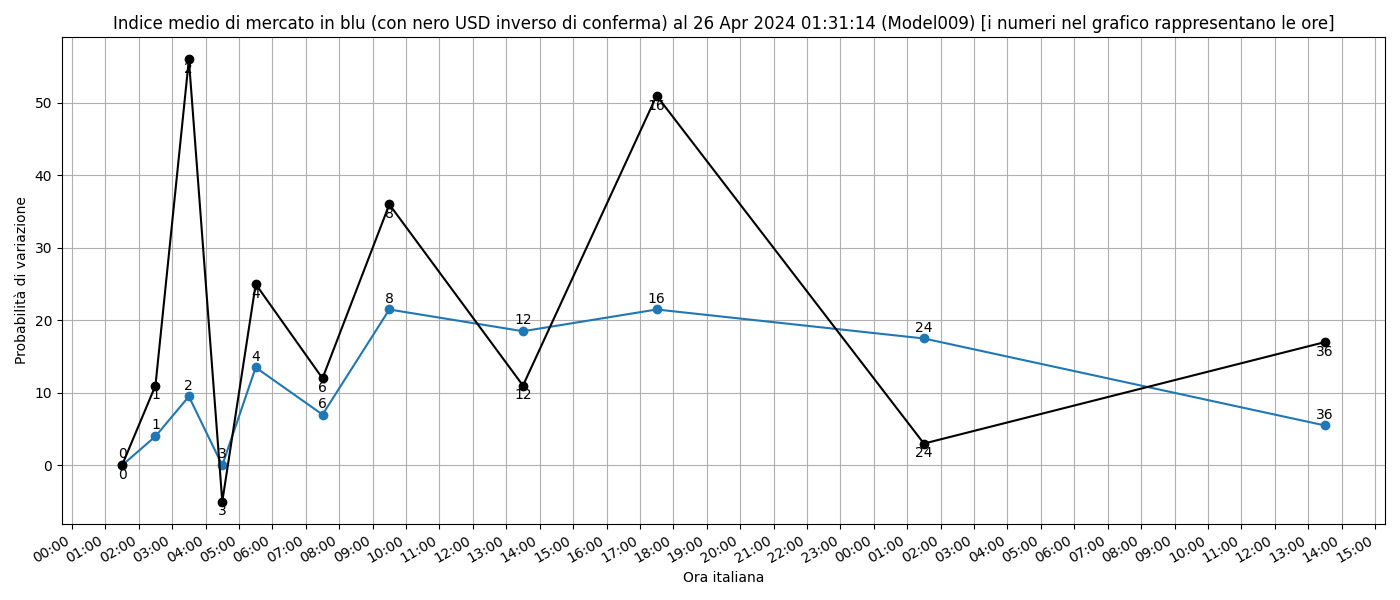 Indice medio di mercato in blu (con nero USD inverso di conferma) al 26 Apr 2024 01:31:14 (Model009) [i numeri nel grafico rappresentano le ore]
Probabilità di variazione
50
40
30
20
10
0
0 1 2 3 4 6 8 12 16 24 36
0 1 2 3 4 6 8 12 16 24 36
00:00 01:00 02:00 03:00 04:00 05:00 06:00 07:00 08:00 09:00 10:00 11:00 12:00 13:00 14:00 15:00 16:00 17:00 18:00 19:00 20:00 21:00 22:00 23:00 00:00 01:00 02:00 03:00 04:00 05:00 06:00 07:00 08:00 09:00 10:00 11:00 12:00 13:00 14:00 15:00
Ora italiana